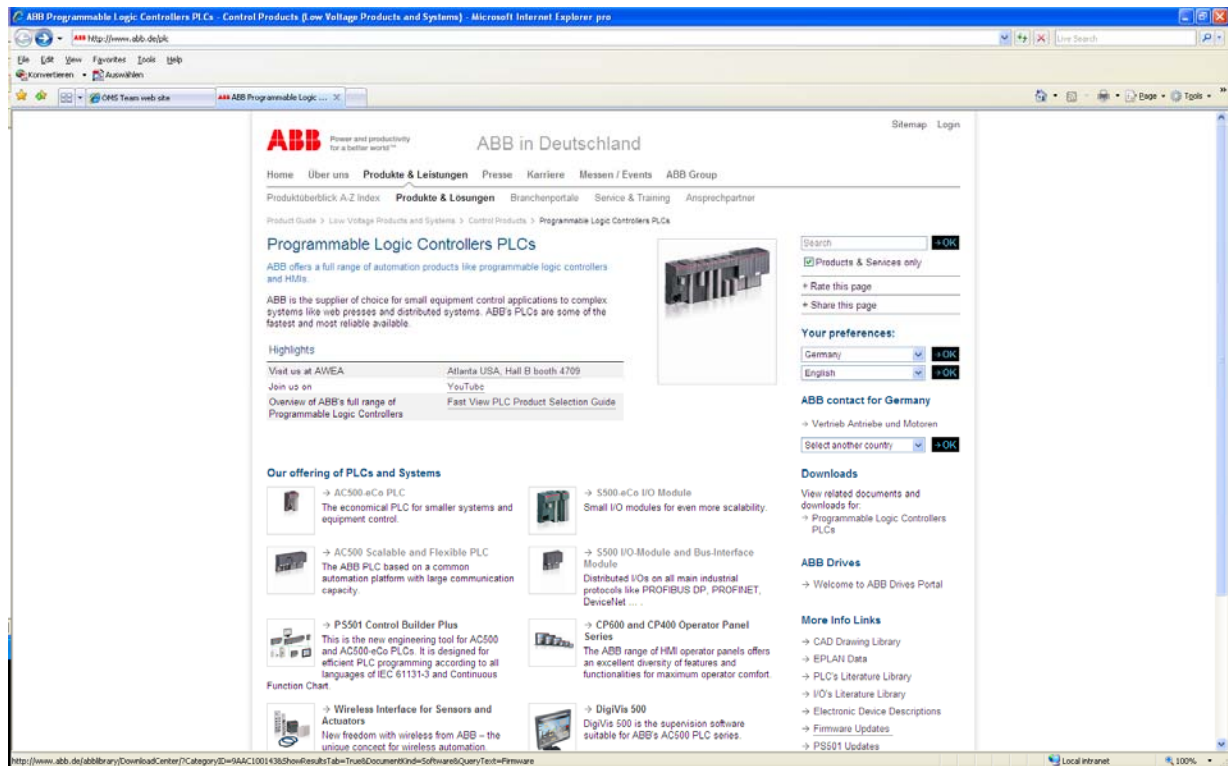 ABB Programmable Logic Controllers PLCs - Control Products (Low Voltage Products and Systems) - Microsoft Internet Explorer pro
http://www.abb.de/plc
Live Search
File Edit View Favorites Tools Help
Konvertieren Auswählen
OMS Team web site
ABB Programmable Logic ...
Page Tools
Sitemap Login
ABB
Power and productivity
for a better world™
ABB in Deutschland
Home Über uns Produkte & Leistungen Presse Karriere Messen / Events ABB Group
Produktüberblick A-Z Index Produkte & Lösungen Branchenportale Service & Training Ansprechpartner
Product Guide > Low Voltage Products and Systems > Control Products > Programmable Logic Controllers PLCs
Programmable Logic Controllers PLCs
ABB offers a full range of automation products like programmable logic controllers
and HMIs.
ABB is the supplier of choice for small equipment control applications to complex
systems like web presses and distributed systems. ABB's PLCs are some of the
fastest and most reliable available.
Highlights
Visit us at AWEA Atlanta USA, Hall B booth 4709
Join us on YouTube
Overview of ABB's full range of Fast View PLC Product Selection Guide
Programmable Logic Controllers
Search →OK
Products & Services only
+ Rate this page
+ Share this page
Your preferences:
Germany →OK
English →OK
ABB contact for Germany
→ Vertrieb Antriebe und Motoren
Select another country →OK
Our offering of PLCs and Systems
→ AC500-eCo PLC
The economical PLC for smaller systems and
equipment control.
→ S500-eCo I/O Module
Small I/O modules for even more scalability.
→ AC500 Scalable and Flexible PLC
The ABB PLC based on a common
automation platform with large communication
capacity.
→ S500 I/O-Module and Bus-Interface
Module
Distributed I/Os on all main industrial
protocols like PROFIBUS DP, PROFINET,
DeviceNet ... .
→ PS501 Control Builder Plus
This is the new engineering tool for AC500
and AC500-eCo PLCs. It is designed for
efficient PLC programming according to all
languages of IEC 61131-3 and Continuous
Function Chart.
→ CP600 and CP400 Operator Panel
Series
The ABB range of HMI operator panels offers
an excellent diversity of features and
functionalities for maximum operator comfort.
→ Wireless Interface for Sensors and
Actuators
New freedom with wireless from ABB – the
unique concept for wireless automation.
→ DigiVis 500
DigiVis 500 is the supervision software
suitable for ABB's AC500 PLC series.
Downloads
View related documents and
downloads for:
→ Programmable Logic Controllers
PLCs
ABB Drives
→ Welcome to ABB Drives Portal
More Info Links
→ CAD Drawing Library
→ EPLAN Data
→ PLC's Literature Library
→ I/O's Literature Library
→ Electronic Device Descriptions
→ Firmware Updates
→ PS501 Updates
http://www.abb.de/abblibrary/DownloadCenter/?CategoryID=9AAC100143&ShowResultsTab=True&DocumentKind=Software&QueryText=Firmware
Local intranet
100%